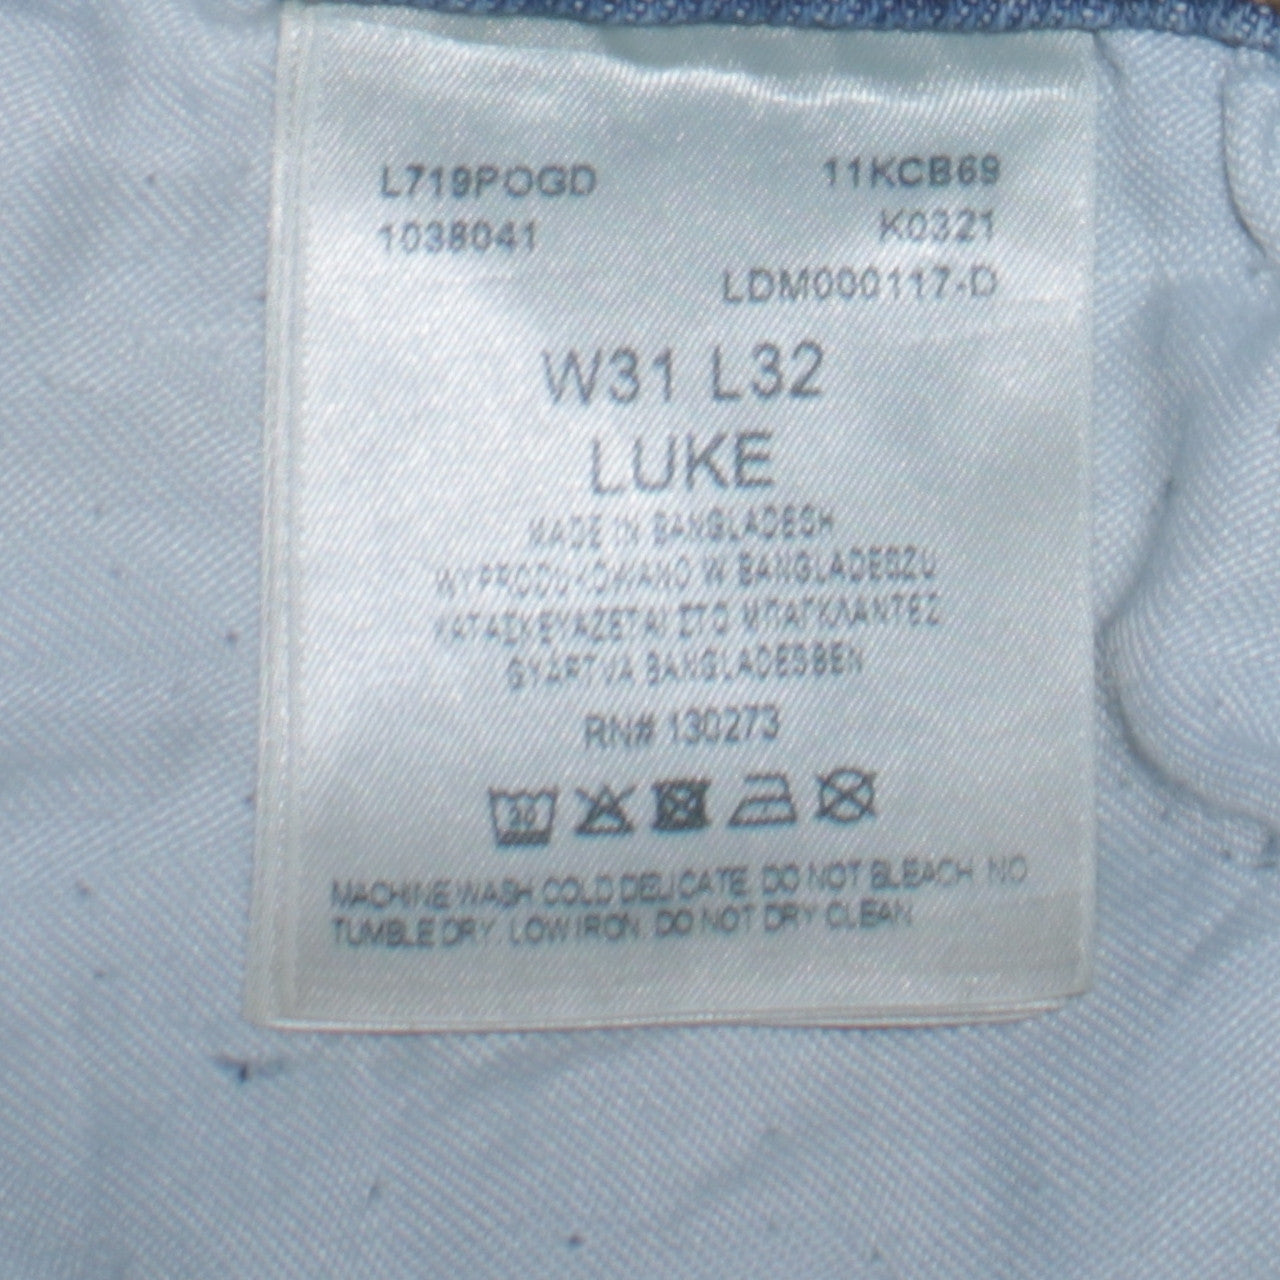 L719POGD 11KCB69
1038041 K0321
LDM000117-D
W31 L32
LUKE
MADE IN BANGLADESH
WYPRODUKOWANO W BANGLADESZU
ΚΑΤΑΣΚΕΥΑΖΕΤΑΙ ΣΤΟ ΜΠΑΓΚΛΑΝΤΕΣ
GYÁRTVA BANGLADESBEN
RN# 130273
30
MACHINE WASH COLD DELICATE. DO NOT BLEACH. NO
TUMBLE DRY. LOW IRON. DO NOT DRY CLEAN.